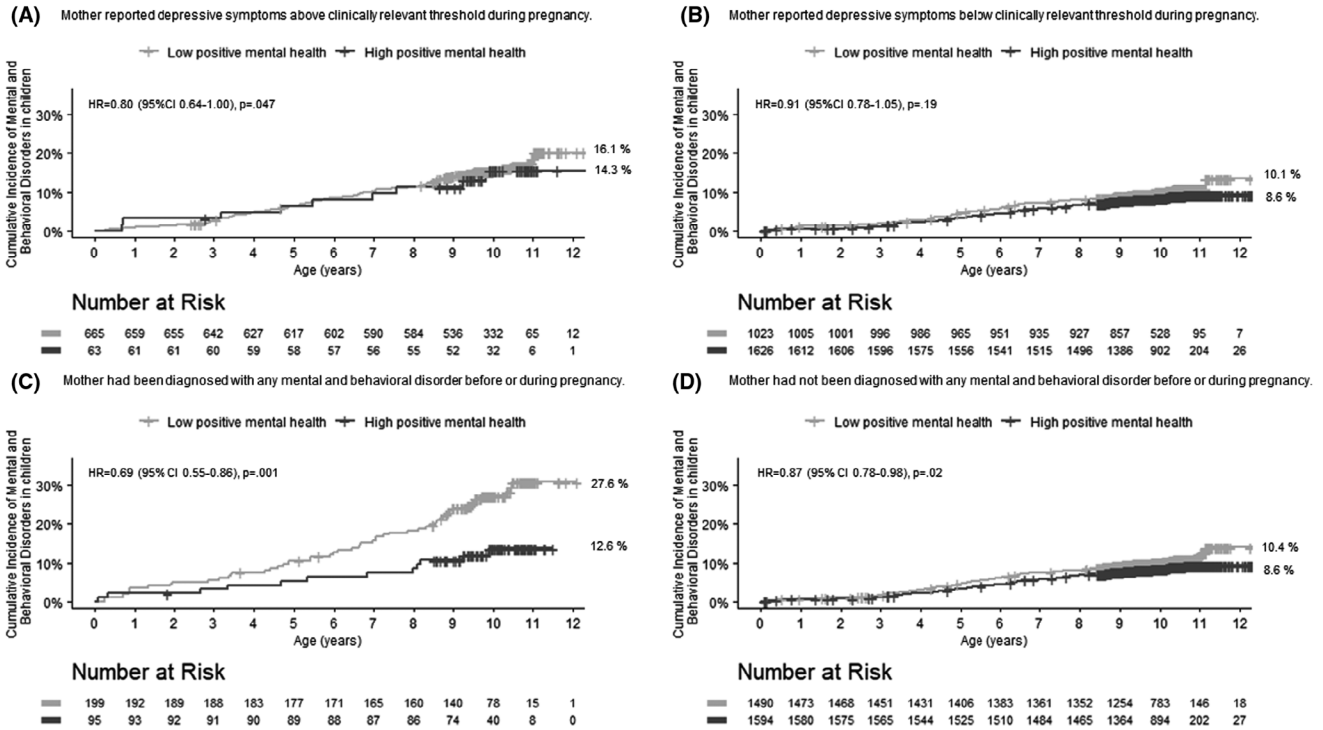 (A) Mother reported depressive symptoms above clinically relevant threshold during pregnancy.
Low positive mental health High positive mental health
Cumulative Incidence of Mental and
Behavioral Disorders in children
HR=0.80 (95%CI 0.64-1.00), p=.047
30%
20%
10%
0%
16.1 %
14.3 %
0 1 2 3 4 5 6 7 8 9 10 11 12
Age (years)
Number at Risk
665 659 655 642 627 617 602 590 584 536 332 65 12
63 61 61 60 59 58 57 56 55 52 32 6 1
(B) Mother reported depressive symptoms below clinically relevant threshold during pregnancy.
Low positive mental health High positive mental health
Cumulative Incidence of Mental and
Behavioral Disorders in children
HR=0.91 (95%CI 0.78-1.05), p=.19
30%
20%
10%
0%
10.1 %
8.6 %
0 1 2 3 4 5 6 7 8 9 10 11 12
Age (years)
Number at Risk
1023 1005 1001 996 986 965 951 935 927 857 528 95 7
1626 1612 1606 1596 1575 1556 1541 1515 1496 1386 902 204 26
(C) Mother had been diagnosed with any mental and behavioral disorder before or during pregnancy.
Low positive mental health High positive mental health
Cumulative Incidence of Mental and
Behavioral Disorders in children
HR=0.69 (95% CI 0.55-0.86), p=.001
30%
20%
10%
0%
27.6 %
12.6 %
0 1 2 3 4 5 6 7 8 9 10 11 12
Age (years)
Number at Risk
199 192 189 188 183 177 171 165 160 140 78 15 1
95 93 92 91 90 89 88 87 86 74 40 8 0
(D) Mother had not been diagnosed with any mental and behavioral disorder before or during pregnancy.
Low positive mental health High positive mental health
Cumulative Incidence of Mental and
Behavioral Disorders in children
HR=0.87 (95% CI 0.78-0.98), p=.02
30%
20%
10%
0%
10.4 %
8.6 %
0 1 2 3 4 5 6 7 8 9 10 11 12
Age (years)
Number at Risk
1490 1473 1468 1451 1431 1406 1383 1361 1352 1254 783 146 18
1594 1580 1575 1565 1544 1525 1510 1484 1465 1364 894 202 27